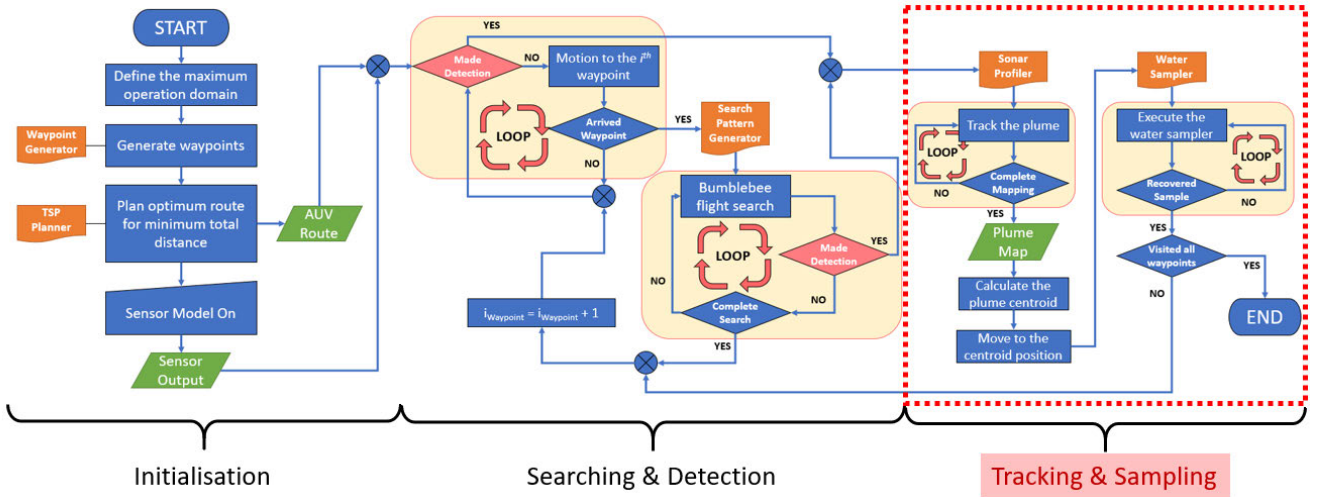 START
Define the maximum
operation domain
Waypoint
Generator
Generate waypoints
TSP
Planner
Plan optimum route
for minimum total
distance
AUV
Route
Sensor Model On
Sensor
Output
Initialisation
YES
Made
Detection
NO
Motion to the iᵗʰ
waypoint
LOOP
Arrived
Waypoint
YES
NO
Search
Pattern
Generator
Bumblebee
flight search
LOOP
Made
Detection
YES
NO
NO
Complete
Search
YES
iWaypoint = iWaypoint + 1
Searching & Detection
Sonar
Profiler
Track the plume
LOOP
Complete
Mapping
NO
YES
Plume
Map
Calculate the
plume centroid
Move to the
centroid position
Water
Sampler
Execute the
water sampler
LOOP
Recovered
Sample
NO
YES
Visited all
waypoints
YES
NO
END
Tracking & Sampling